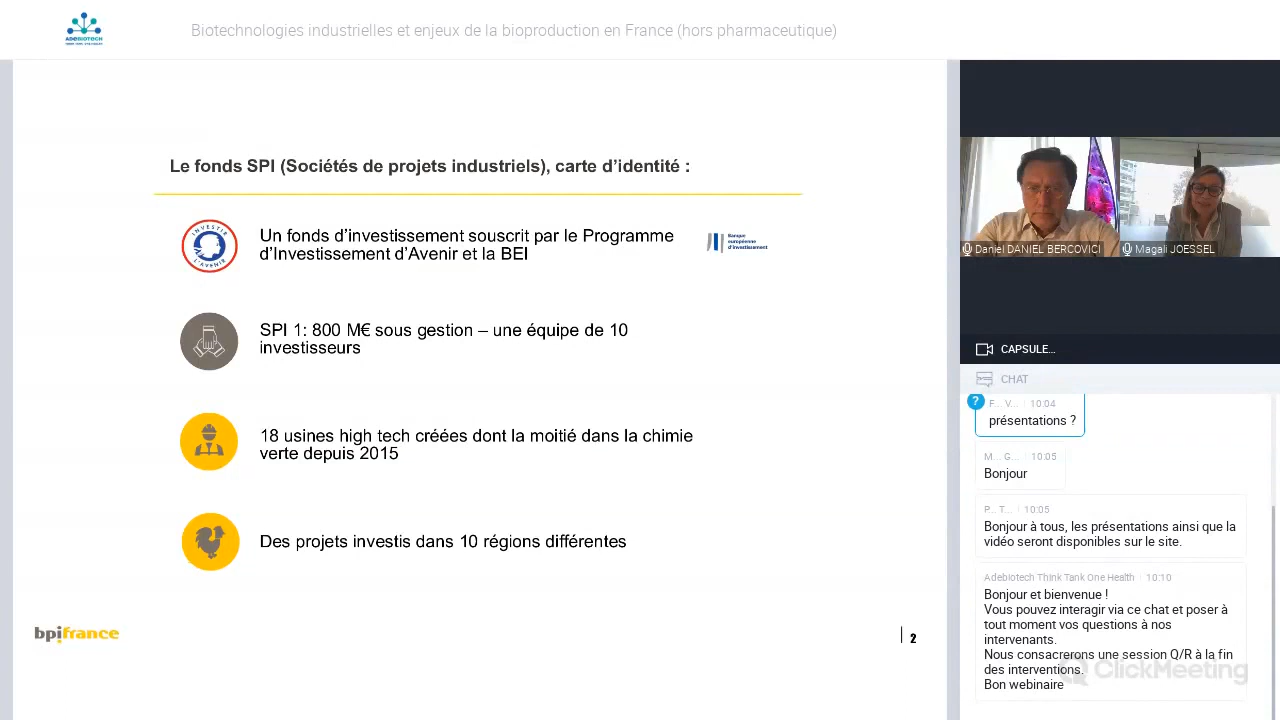 ADEBIOTECH
Biotechnologies industrielles et enjeux de la bioproduction en France (hors pharmaceutique)
Le fonds SPI (Sociétés de projets industriels), carte d'identité :
INVESTIR
L'AVENIR
Un fonds d'investissement souscrit par le Programme
d'Investissement d'Avenir et la BEI
Banque
européenne
d'investissement
SPI 1: 800 M€ sous gestion – une équipe de 10
investisseurs
18 usines high tech créées dont la moitié dans la chimie
verte depuis 2015
Des projets investis dans 10 régions différentes
bpifrance
2
Daniel DANIEL BERCOVICI
Magali JOESSEL
CAPSULE...
CHAT
?
F... V... 10:04
présentations ?
M... G... 10:05
Bonjour
P... T... 10:05
Bonjour à tous, les présentations ainsi que la
vidéo seront disponibles sur le site.
Adebiotech Think Tank One Health 10:10
Bonjour et bienvenue !
Vous pouvez interagir via ce chat et poser à
tout moment vos questions à nos
intervenants.
Nous consacrerons une session Q/R à la fin
des interventions.
Bon webinaire
ClickMeeting